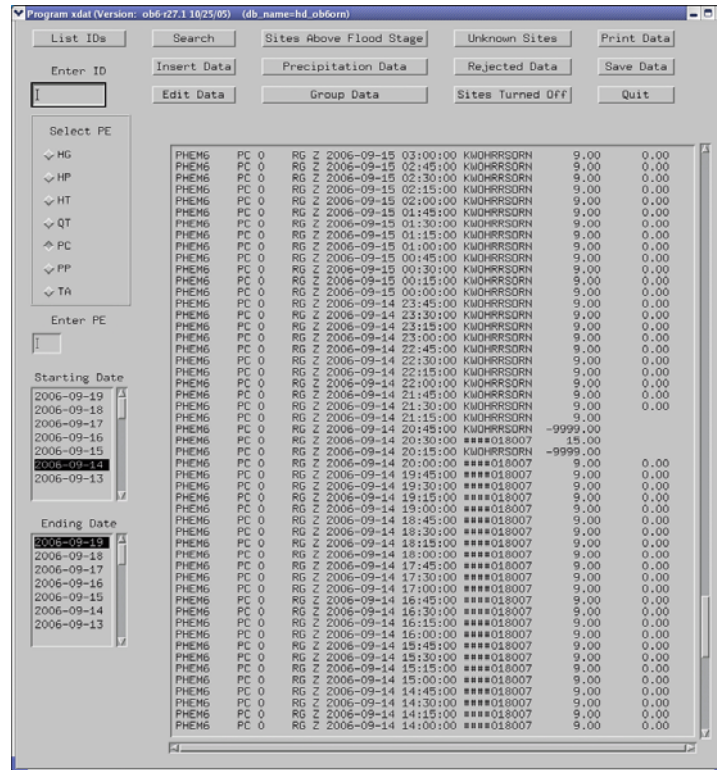 Program xdat (Version: ob6-r27.1 10/25/05) (db_name=hd_ob6orn)
List IDs Search Sites Above Flood Stage Unknown Sites Print Data
Enter ID Insert Data Precipitation Data Rejected Data Save Data
Edit Data Group Data Sites Turned Off Quit
Select PE
HG
HP
HT
QT
PC
PP
TA
Enter PE
Starting Date
2006-09-19
2006-09-18
2006-09-17
2006-09-16
2006-09-15
2006-09-14
2006-09-13
Ending Date
2006-09-19
2006-09-18
2006-09-17
2006-09-16
2006-09-15
2006-09-14
2006-09-13
PHEM6 PC 0 RG Z 2006-09-15 03:00:00 KWOHRRSORN 9.00 0.00
PHEM6 PC 0 RG Z 2006-09-15 02:45:00 KWOHRRSORN 9.00 0.00
PHEM6 PC 0 RG Z 2006-09-15 02:30:00 KWOHRRSORN 9.00 0.00
PHEM6 PC 0 RG Z 2006-09-15 02:15:00 KWOHRRSORN 9.00 0.00
PHEM6 PC 0 RG Z 2006-09-15 02:00:00 KWOHRRSORN 9.00 0.00
PHEM6 PC 0 RG Z 2006-09-15 01:45:00 KWOHRRSORN 9.00 0.00
PHEM6 PC 0 RG Z 2006-09-15 01:30:00 KWOHRRSORN 9.00 0.00
PHEM6 PC 0 RG Z 2006-09-15 01:15:00 KWOHRRSORN 9.00 0.00
PHEM6 PC 0 RG Z 2006-09-15 01:00:00 KWOHRRSORN 9.00 0.00
PHEM6 PC 0 RG Z 2006-09-15 00:45:00 KWOHRRSORN 9.00 0.00
PHEM6 PC 0 RG Z 2006-09-15 00:30:00 KWOHRRSORN 9.00 0.00
PHEM6 PC 0 RG Z 2006-09-15 00:15:00 KWOHRRSORN 9.00 0.00
PHEM6 PC 0 RG Z 2006-09-15 00:00:00 KWOHRRSORN 9.00 0.00
PHEM6 PC 0 RG Z 2006-09-14 23:45:00 KWOHRRSORN 9.00 0.00
PHEM6 PC 0 RG Z 2006-09-14 23:30:00 KWOHRRSORN 9.00 0.00
PHEM6 PC 0 RG Z 2006-09-14 23:15:00 KWOHRRSORN 9.00 0.00
PHEM6 PC 0 RG Z 2006-09-14 23:00:00 KWOHRRSORN 9.00 0.00
PHEM6 PC 0 RG Z 2006-09-14 22:45:00 KWOHRRSORN 9.00 0.00
PHEM6 PC 0 RG Z 2006-09-14 22:30:00 KWOHRRSORN 9.00 0.00
PHEM6 PC 0 RG Z 2006-09-14 22:15:00 KWOHRRSORN 9.00 0.00
PHEM6 PC 0 RG Z 2006-09-14 22:00:00 KWOHRRSORN 9.00 0.00
PHEM6 PC 0 RG Z 2006-09-14 21:45:00 KWOHRRSORN 9.00 0.00
PHEM6 PC 0 RG Z 2006-09-14 21:30:00 KWOHRRSORN 9.00 0.00
PHEM6 PC 0 RG Z 2006-09-14 21:15:00 KWOHRRSORN 9.00
PHEM6 PC 0 RG Z 2006-09-14 20:45:00 KWOHRRSORN -9999.00
PHEM6 PC 0 RG Z 2006-09-14 20:30:00 ####018007 15.00
PHEM6 PC 0 RG Z 2006-09-14 20:15:00 KWOHRRSORN -9999.00
PHEM6 PC 0 RG Z 2006-09-14 20:00:00 ####018007 9.00 0.00
PHEM6 PC 0 RG Z 2006-09-14 19:45:00 ####018007 9.00 0.00
PHEM6 PC 0 RG Z 2006-09-14 19:30:00 ####018007 9.00 0.00
PHEM6 PC 0 RG Z 2006-09-14 19:15:00 ####018007 9.00 0.00
PHEM6 PC 0 RG Z 2006-09-14 19:00:00 ####018007 9.00 0.00
PHEM6 PC 0 RG Z 2006-09-14 18:45:00 ####018007 9.00 0.00
PHEM6 PC 0 RG Z 2006-09-14 18:30:00 ####018007 9.00 0.00
PHEM6 PC 0 RG Z 2006-09-14 18:15:00 ####018007 9.00 0.00
PHEM6 PC 0 RG Z 2006-09-14 18:00:00 ####018007 9.00 0.00
PHEM6 PC 0 RG Z 2006-09-14 17:45:00 ####018007 9.00 0.00
PHEM6 PC 0 RG Z 2006-09-14 17:30:00 ####018007 9.00 0.00
PHEM6 PC 0 RG Z 2006-09-14 17:00:00 ####018007 9.00 0.00
PHEM6 PC 0 RG Z 2006-09-14 16:45:00 ####018007 9.00 0.00
PHEM6 PC 0 RG Z 2006-09-14 16:30:00 ####018007 9.00 0.00
PHEM6 PC 0 RG Z 2006-09-14 16:15:00 ####018007 9.00 0.00
PHEM6 PC 0 RG Z 2006-09-14 16:00:00 ####018007 9.00 0.00
PHEM6 PC 0 RG Z 2006-09-14 15:45:00 ####018007 9.00 0.00
PHEM6 PC 0 RG Z 2006-09-14 15:30:00 ####018007 9.00 0.00
PHEM6 PC 0 RG Z 2006-09-14 15:15:00 ####018007 9.00 0.00
PHEM6 PC 0 RG Z 2006-09-14 15:00:00 ####018007 9.00 0.00
PHEM6 PC 0 RG Z 2006-09-14 14:45:00 ####018007 9.00 0.00
PHEM6 PC 0 RG Z 2006-09-14 14:30:00 ####018007 9.00 0.00
PHEM6 PC 0 RG Z 2006-09-14 14:15:00 ####018007 9.00 0.00
PHEM6 PC 0 RG Z 2006-09-14 14:00:00 ####018007 9.00 0.00